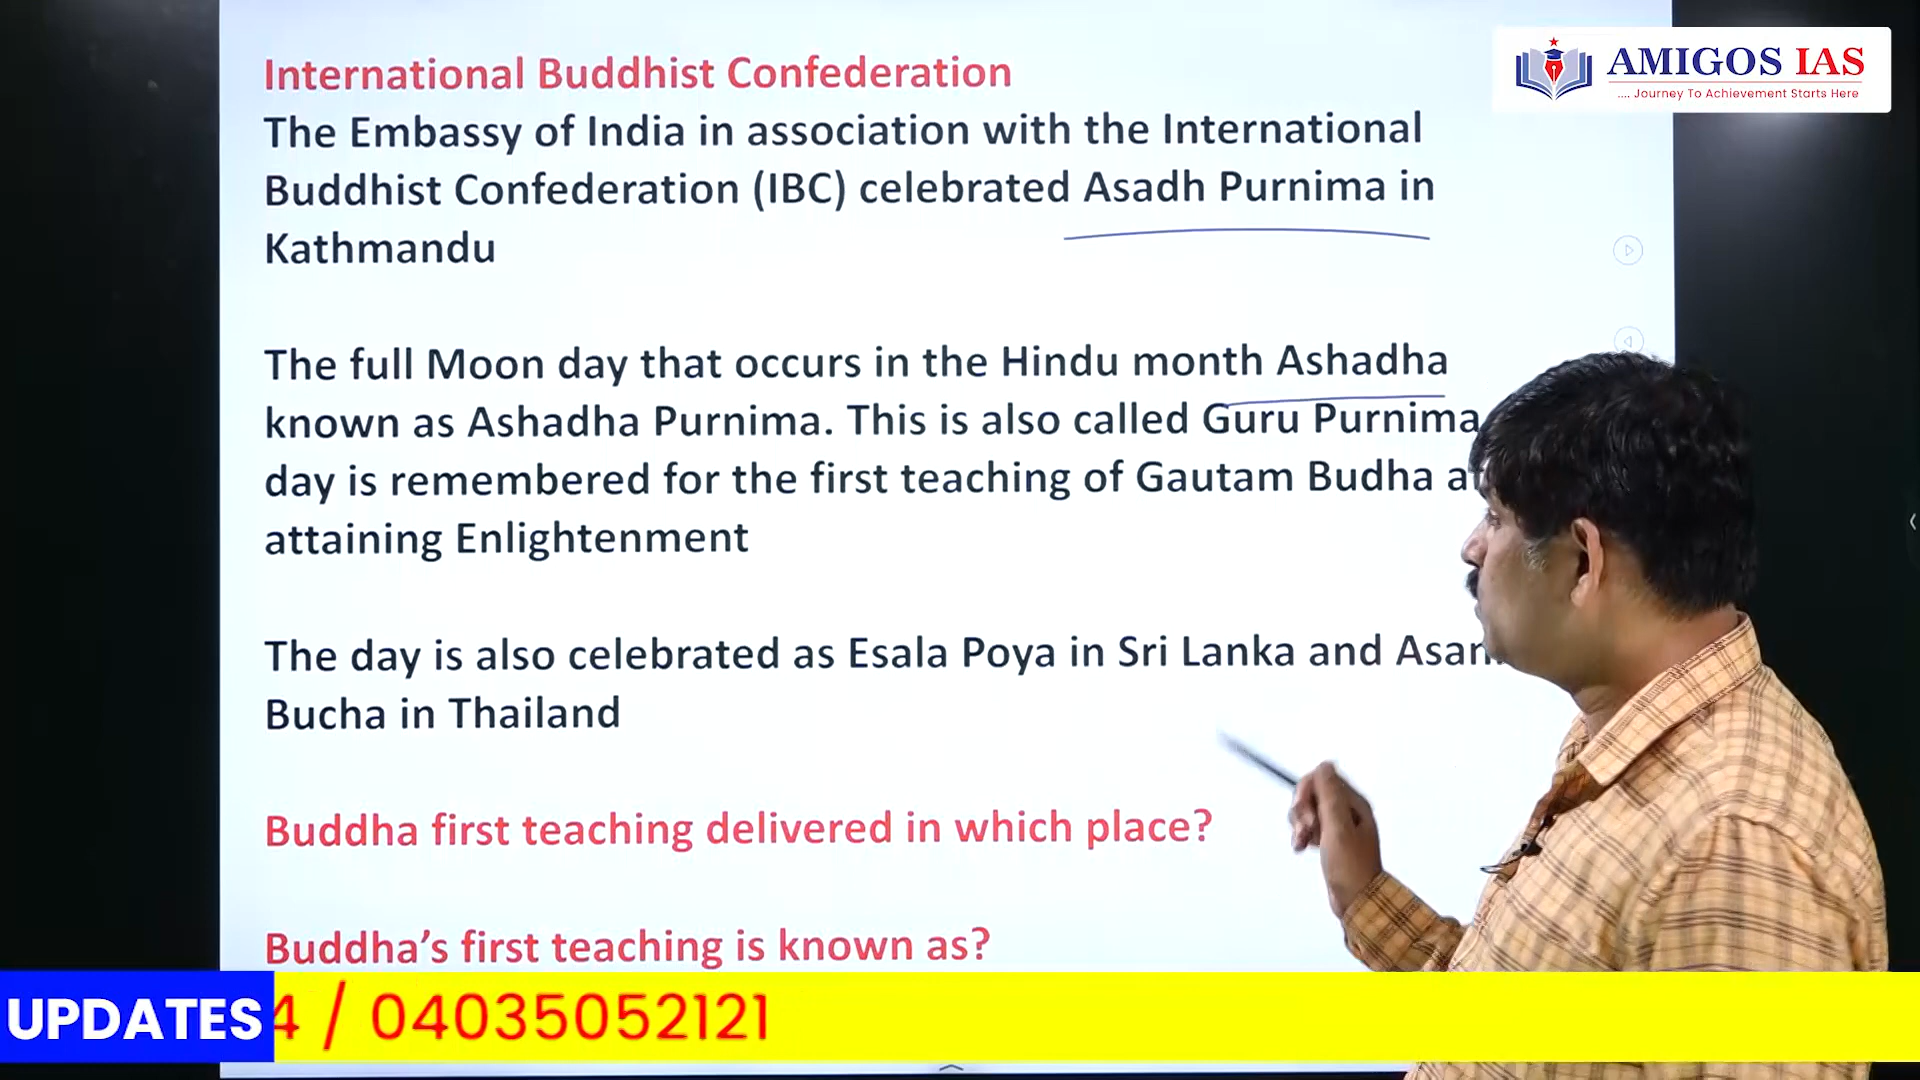 International Buddhist Confederation
The Embassy of India in association with the International
Buddhist Confederation (IBC) celebrated Asadh Purnima in
Kathmandu
The full Moon day that occurs in the Hindu month Ashadha
known as Ashadha Purnima. This is also called Guru Purnima
day is remembered for the first teaching of Gautam Budha
attaining Enlightenment
The day is also celebrated as Esala Poya in Sri Lanka and
Bucha in Thailand
Buddha first teaching delivered in which place?
Buddha’s first teaching is known as?
AMIGOS IAS
.... Journey To Achievement Starts Here
UPDATES 4 / 04035052121